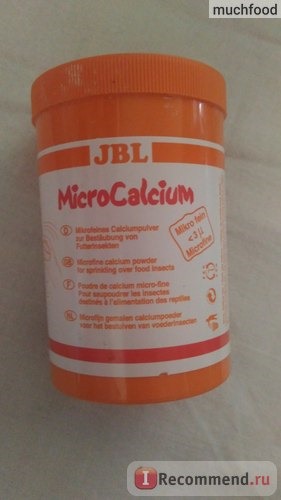 muchfood
JBL
MicroCalcium
Mikro fein
< 3 µ
Microfine
D Mikrofeines Calciumpulver
zur Bestäubung von
Futterinsekten
Microfine calcium powder
for sprinkling over food insects
F Poudre de calcium micro-fine
Pour saupoudrer les insectes
destinés à l'alimentation des reptiles
NL Microfijn gemalen calciumpoeder
voor het bestuiven van voederinsecten
I Recommend.ru